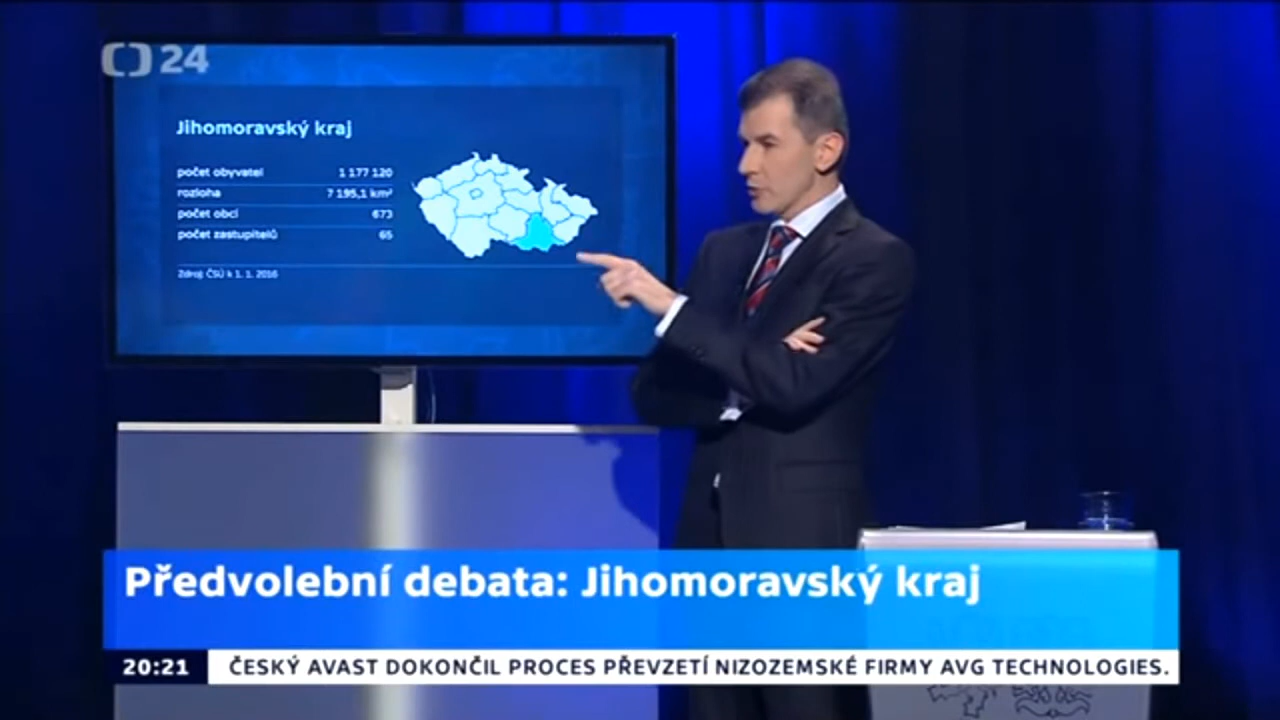 ČT 24
Jihomoravský kraj
počet obyvatel 1 177 120
rozloha 7 195,1 km²
počet obcí 673
počet zastupitelů 65
Zdroj: ČSÚ k 1. 1. 2016
Předvolební debata: Jihomoravský kraj
20:21 ČESKÝ AVAST DOKONČIL PROCES PŘEVZETÍ NIZOZEMSKÉ FIRMY AVG TECHNOLOGIES.